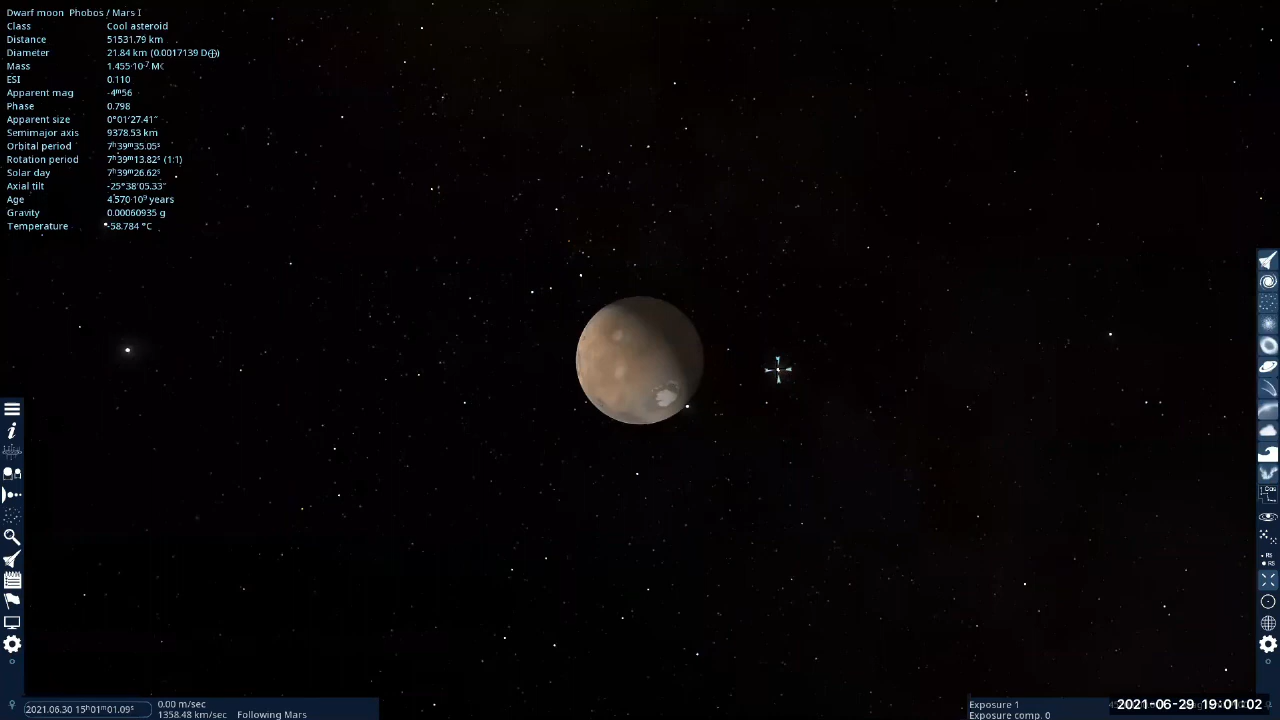 Dwarf moon Phobos / Mars I
Class Cool asteroid
Distance 51531.79 km
Diameter 21.84 km (0.0017139 D⊕)
Mass 1.455·10⁻⁷ M☾
ESI 0.110
Apparent mag -4ᵐ56
Phase 0.798
Apparent size 0°01'27.41"
Semimajor axis 9378.53 km
Orbital period 7ʰ39ᵐ35.05ˢ
Rotation period 7ʰ39ᵐ13.82ˢ (1:1)
Solar day 7ʰ39ᵐ26.62ˢ
Axial tilt -25°38'05.33"
Age 4.570·10⁹ years
Gravity 0.00060935 g
Temperature -58.784 °C
Gas
RS
RS
2021.06.30 15ʰ01ᵐ01.09ˢ
0.00 m/sec
1358.48 km/sec Following Mars
Exposure 1
Exposure comp. 0
2021-06-29 19:01:02